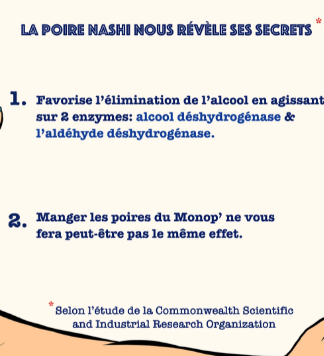 LA POIRE NASHI NOUS RÉVÈLE SES SECRETS *
1. Favorise l'élimination de l'alcool en agissant
sur 2 enzymes: alcool déshydrogénase &
l'aldéhyde déshydrogénase.
2. Manger les poires du Monop' ne vous
fera peut-être pas le même effet.
* Selon l'étude de la Commonwealth Scientific
and Industrial Research Organization